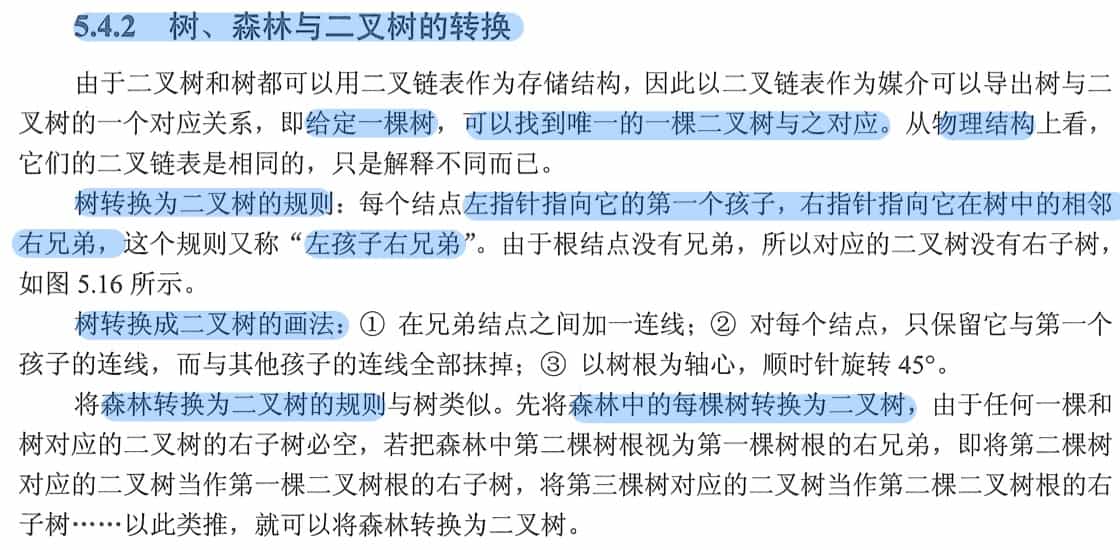 5.4.2 树、森林与二叉树的转换
由于二叉树和树都可以用二叉链表作为存储结构，因此以二叉链表作为媒介可以导出树与二
叉树的一个对应关系，即给定一棵树，可以找到唯一的一棵二叉树与之对应。从物理结构上看，
它们的二叉链表是相同的，只是解释不同而已。
树转换为二叉树的规则：每个结点左指针指向它的第一个孩子，右指针指向它在树中的相邻
右兄弟，这个规则又称“左孩子右兄弟”。由于根结点没有兄弟，所以对应的二叉树没有右子树，
如图 5.16 所示。
树转换成二叉树的画法：① 在兄弟结点之间加一连线；② 对每个结点，只保留它与第一个
孩子的连线，而与其他孩子的连线全部抹掉；③ 以树根为轴心，顺时针旋转 45°。
将森林转换为二叉树的规则与树类似。先将森林中的每棵树转换为二叉树，由于任何一棵和
树对应的二叉树的右子树必空，若把森林中第二棵树根视为第一棵树根的右兄弟，即将第二棵树
对应的二叉树当作第一棵二叉树根的右子树，将第三棵树对应的二叉树当作第二棵二叉树根的右
子树……以此类推，就可以将森林转换为二叉树。